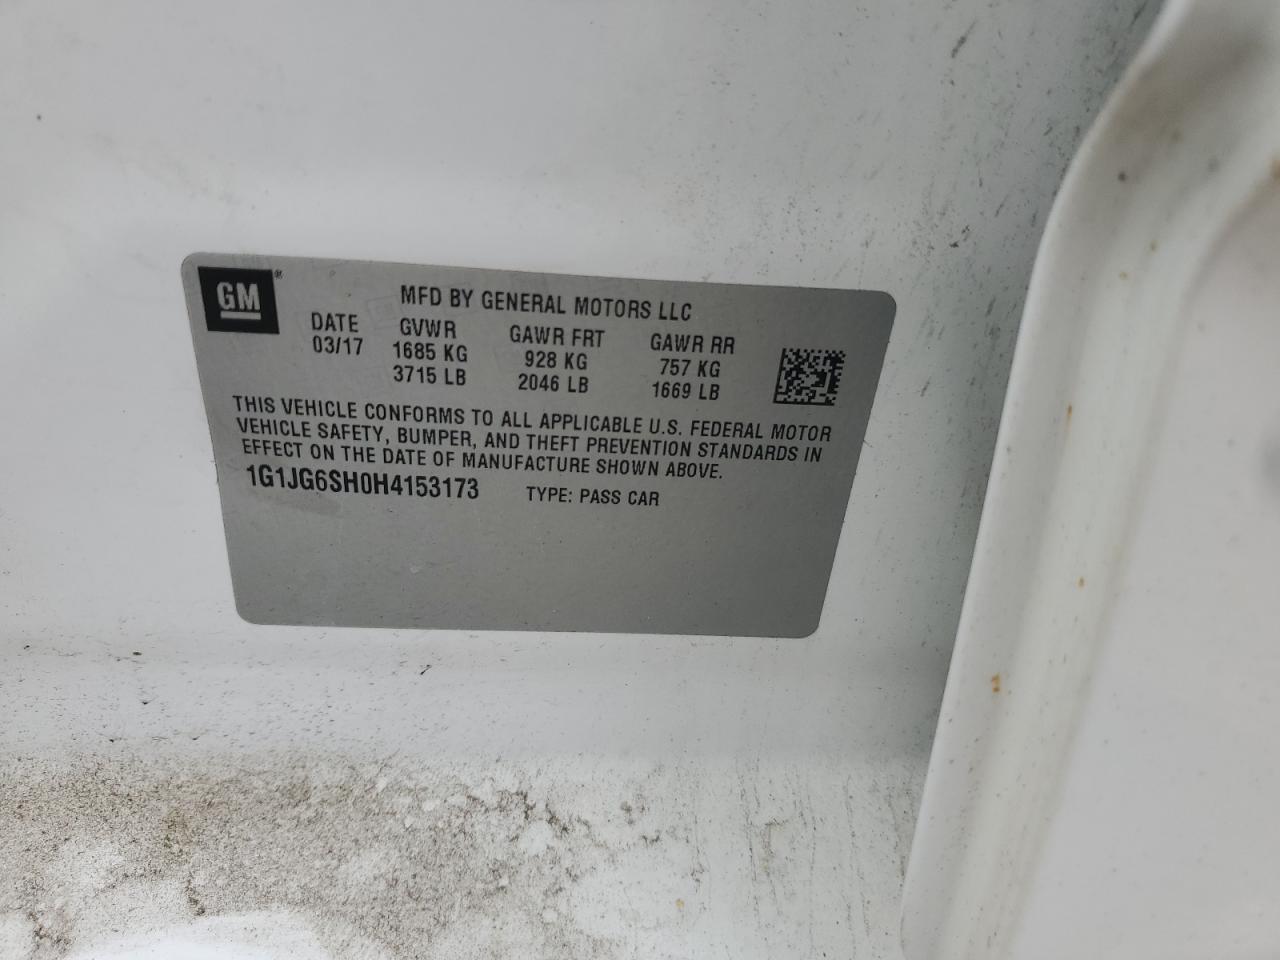 GM®
MFD BY GENERAL MOTORS LLC
DATE GVWR GAWR FRT GAWR RR
03/17 1685 KG 928 KG 757 KG
3715 LB 2046 LB 1669 LB
THIS VEHICLE CONFORMS TO ALL APPLICABLE U.S. FEDERAL MOTOR
VEHICLE SAFETY, BUMPER, AND THEFT PREVENTION STANDARDS IN
EFFECT ON THE DATE OF MANUFACTURE SHOWN ABOVE.
1G1JG6SH0H4153173 TYPE: PASS CAR